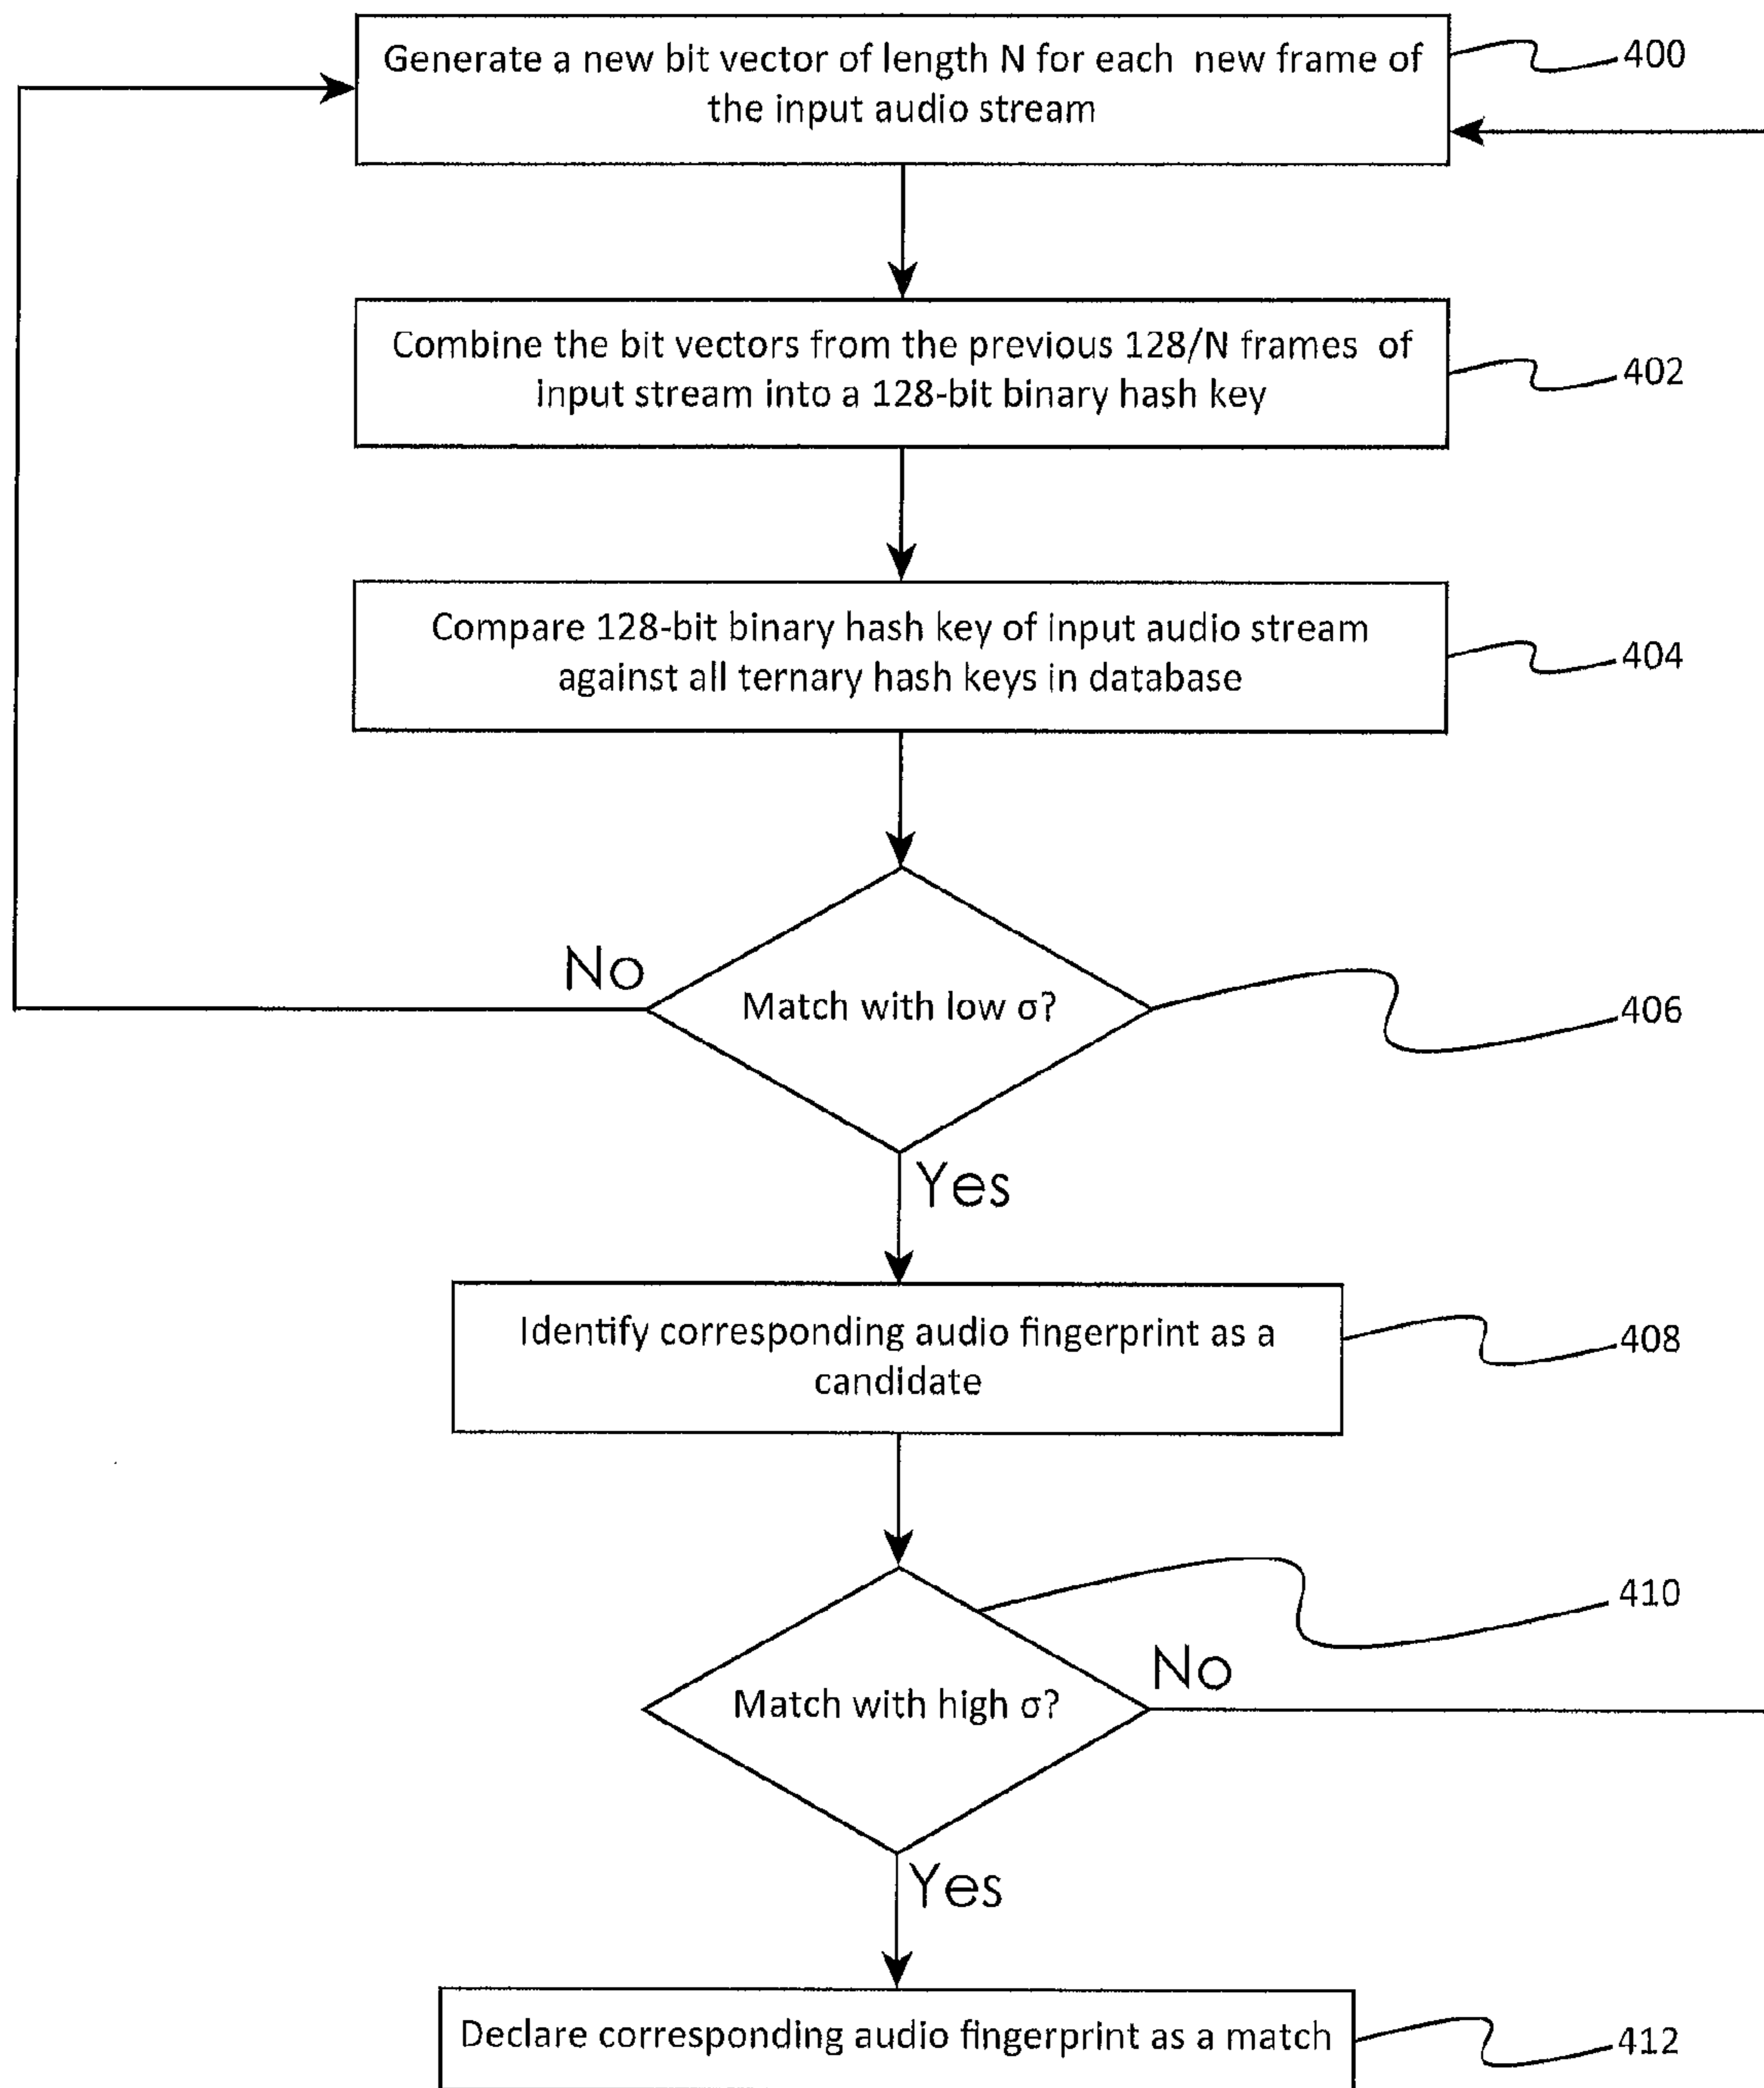 Generate a new bit vector of length N for each new frame of
the input audio stream
400
Combine the bit vectors from the previous 128/N frames of
input stream into a 128-bit binary hash key
402
Compare 128-bit binary hash key of input audio stream
against all ternary hash keys in database
404
No
Match with low σ?
406
Yes
Identify corresponding audio fingerprint as a
candidate
408
410
No
Match with high σ?
Yes
Declare corresponding audio fingerprint as a match
412